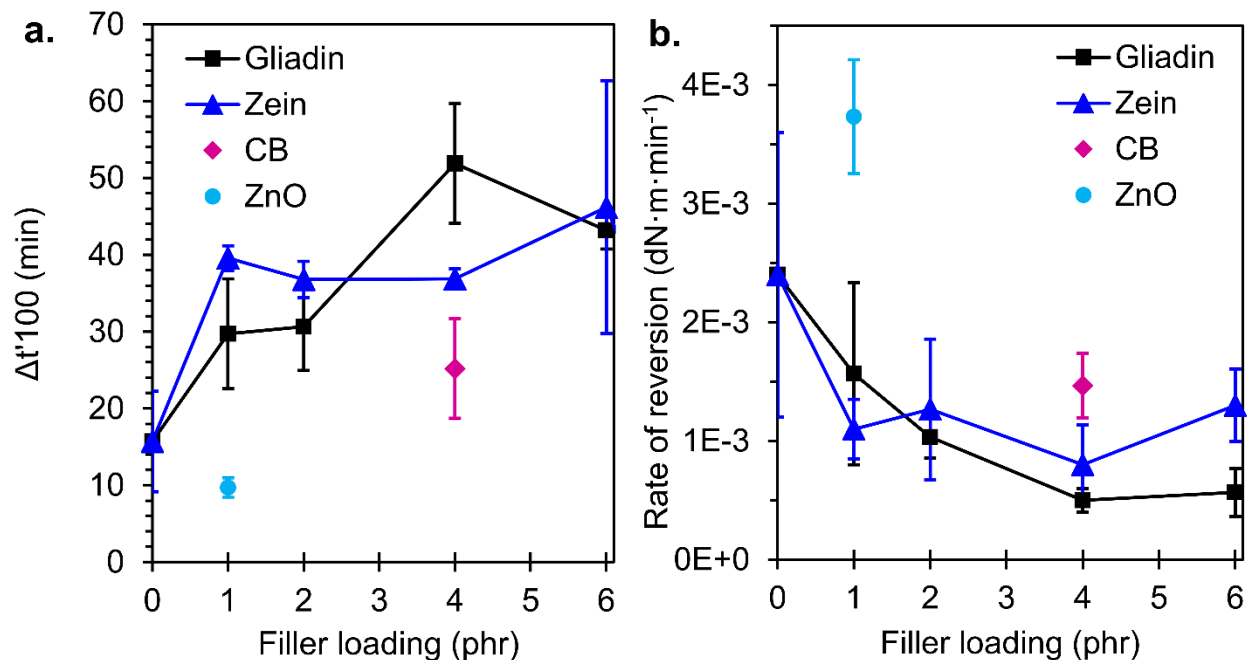 a.
70
60
50
40
30
20
10
0
Δt'100 (min)
Gliadin
Zein
CB
ZnO
0 1 2 3 4 5 6
Filler loading (phr)
b.
4E-3
3E-3
2E-3
1E-3
0E+0
Rate of reversion (dN·m·min⁻¹)
Gliadin
Zein
CB
ZnO
0 1 2 3 4 5 6
Filler loading (phr)